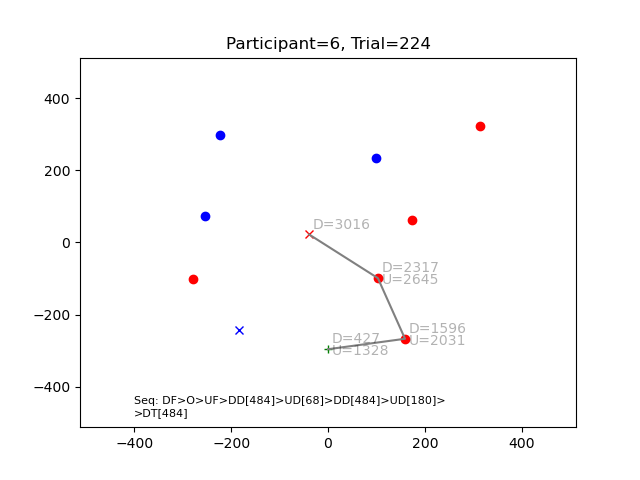 Participant=6, Trial=224
400
200
0
−200
−400
D=3016
D=2317
U=2645
D=1596
U=2031
D=427
U=1328
Seq: DF>O>UF>DD[484]>UD[68]>DD[484]>UD[180]>
>DT[484]
−400
−200
0
200
400